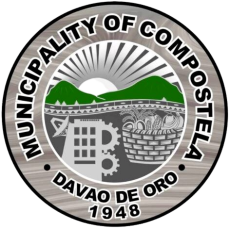 MUNICIPALITY OF COMPOSTELA
DAVAO DE ORO
1948